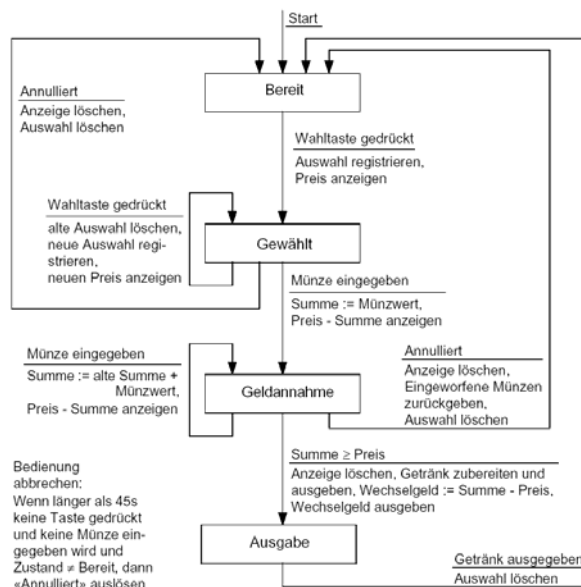 Start
Bereit
Annulliert
Anzeige löschen,
Auswahl löschen
Wahltaste gedrückt
Auswahl registrieren,
Preis anzeigen
Wahltaste gedrückt
alte Auswahl löschen,
neue Auswahl regi-
strieren,
neuen Preis anzeigen
Gewählt
Münze eingegeben
Summe := Münzwert,
Preis - Summe anzeigen
Münze eingegeben
Summe := alte Summe +
Münzwert,
Preis - Summe anzeigen
Geldannahme
Annulliert
Anzeige löschen,
Eingeworfene Münzen
zurückgeben,
Auswahl löschen
Summe ≥ Preis
Anzeige löschen, Getränk zubereiten und
ausgeben, Wechselgeld := Summe - Preis,
Wechselgeld ausgeben
Bedienung
abbrechen:
Wenn länger als 45s
keine Taste gedrückt
und keine Münze ein-
gegeben wird und
Zustand ≠ Bereit, dann
«Annulliert» auslösen
Ausgabe
Getränk ausgegeben
Auswahl löschen